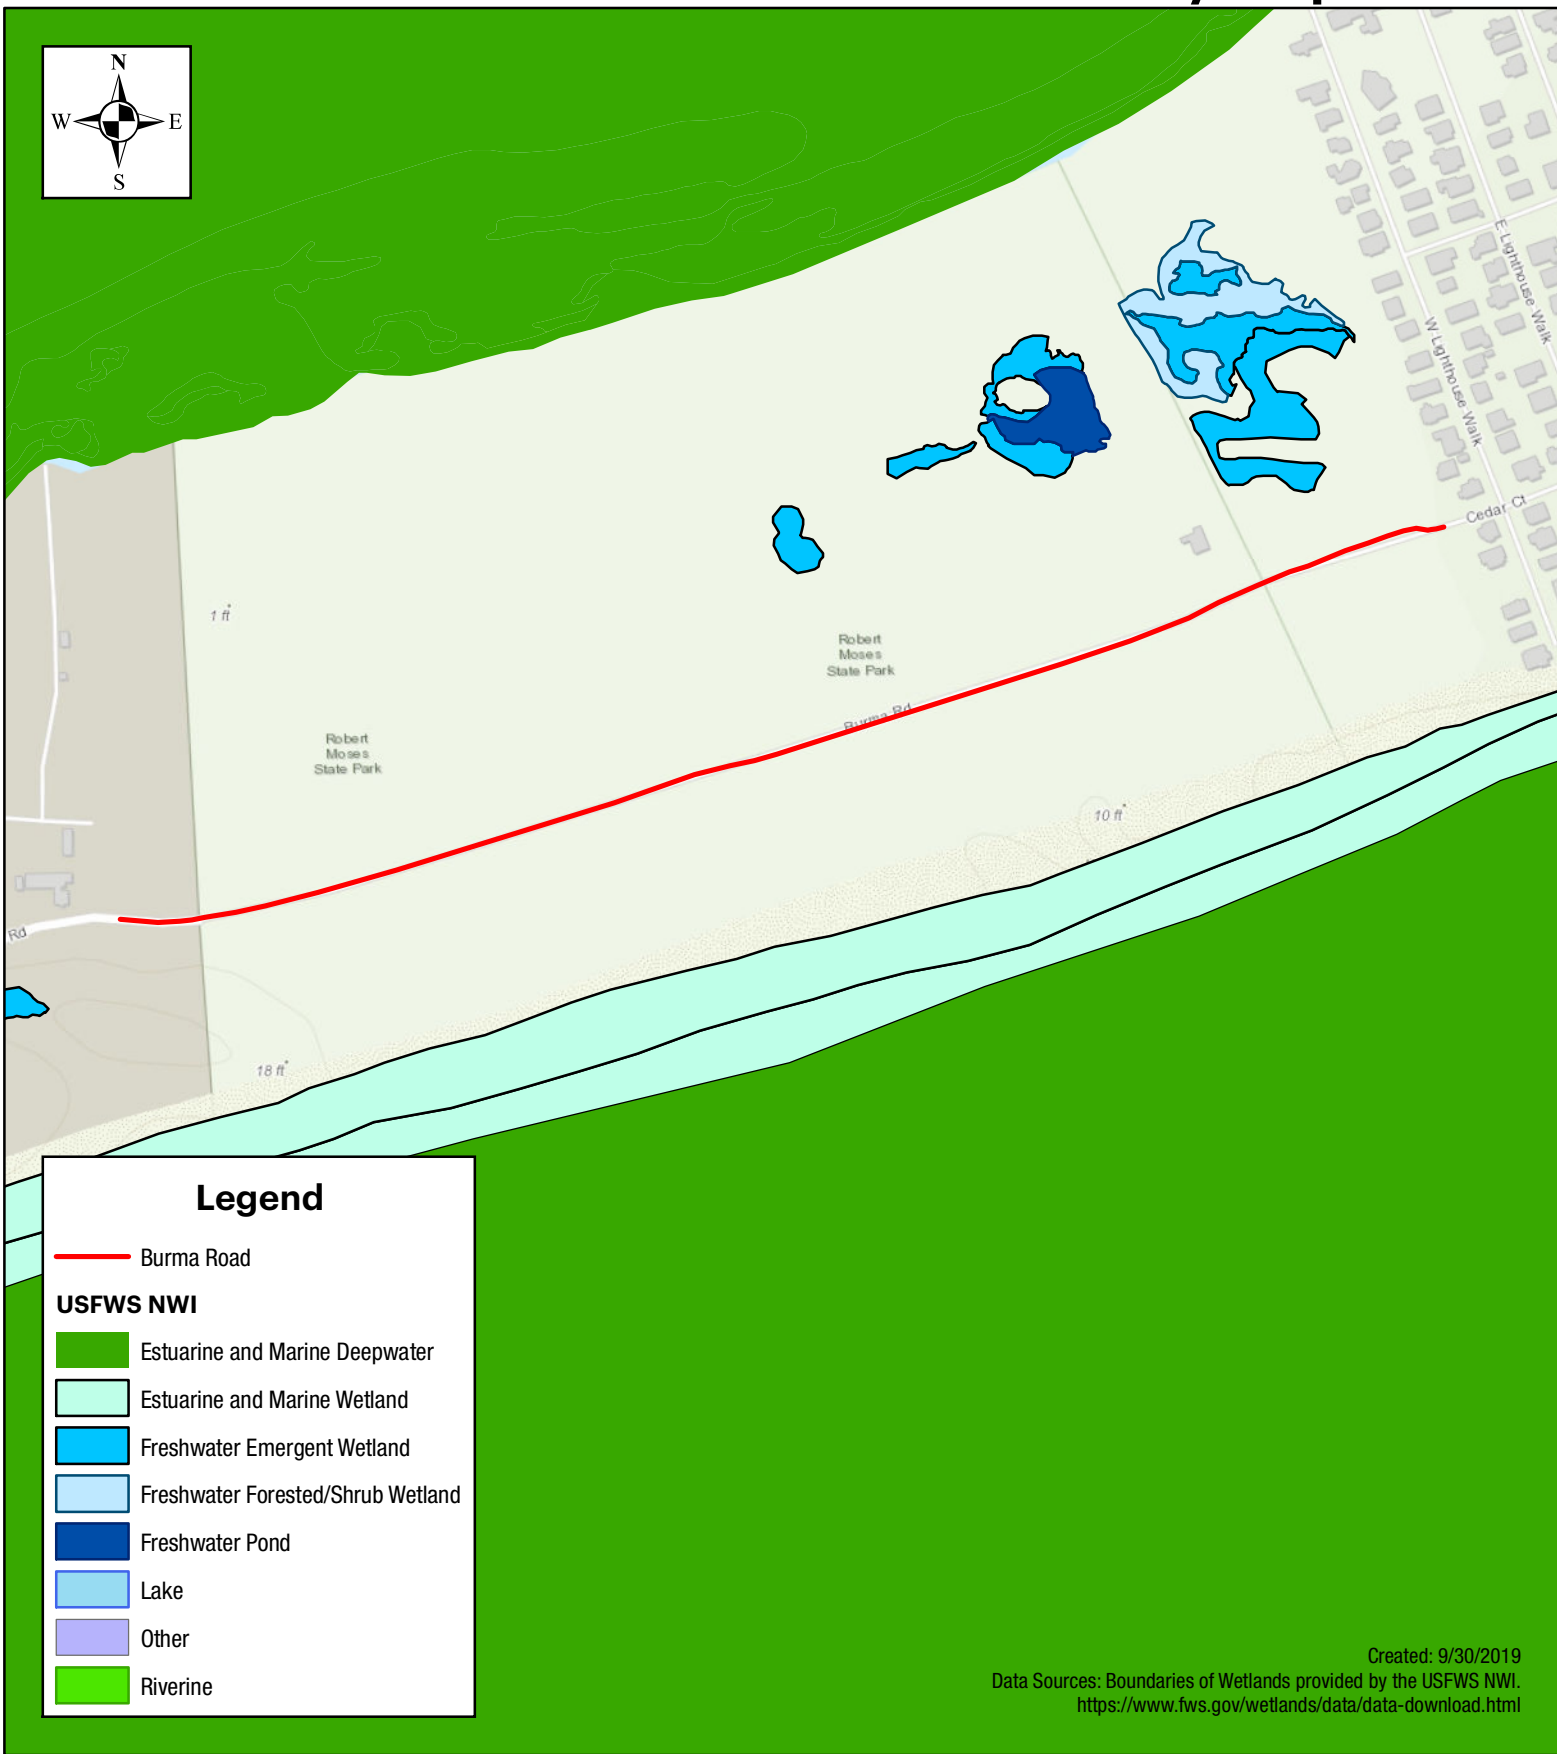 N
W E
S
E Lighthouse Walk
W Lighthouse Walk
Cedar Ct
1 ft
Robert
Moses
State Park
Burma Rd
Robert
Moses
State Park
10 ft
Rd
18 ft
Legend
Burma Road
USFWS NWI
Estuarine and Marine Deepwater
Estuarine and Marine Wetland
Freshwater Emergent Wetland
Freshwater Forested/Shrub Wetland
Freshwater Pond
Lake
Other
Riverine
Created: 9/30/2019
Data Sources: Boundaries of Wetlands provided by the USFWS NWI.
https://www.fws.gov/wetlands/data/data-download.html